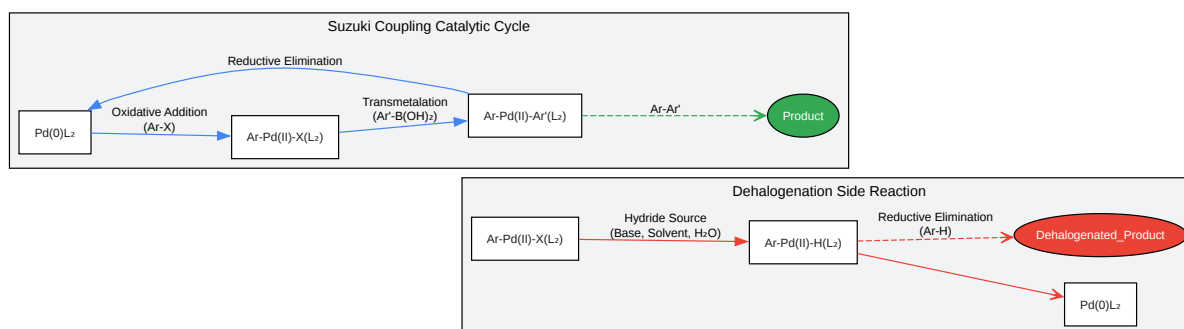 Suzuki Coupling Catalytic Cycle
Reductive Elimination
Oxidative Addition
(Ar-X)
Transmetalation
(Ar'-B(OH)₂)
Pd(0)L₂
Ar-Pd(II)-X(L₂)
Ar-Pd(II)-Ar'(L₂)
Ar-Ar'
Product
Dehalogenation Side Reaction
Ar-Pd(II)-X(L₂)
Hydride Source
(Base, Solvent, H₂O)
Ar-Pd(II)-H(L₂)
Reductive Elimination
(Ar-H)
Dehalogenated_Product
Pd(0)L₂